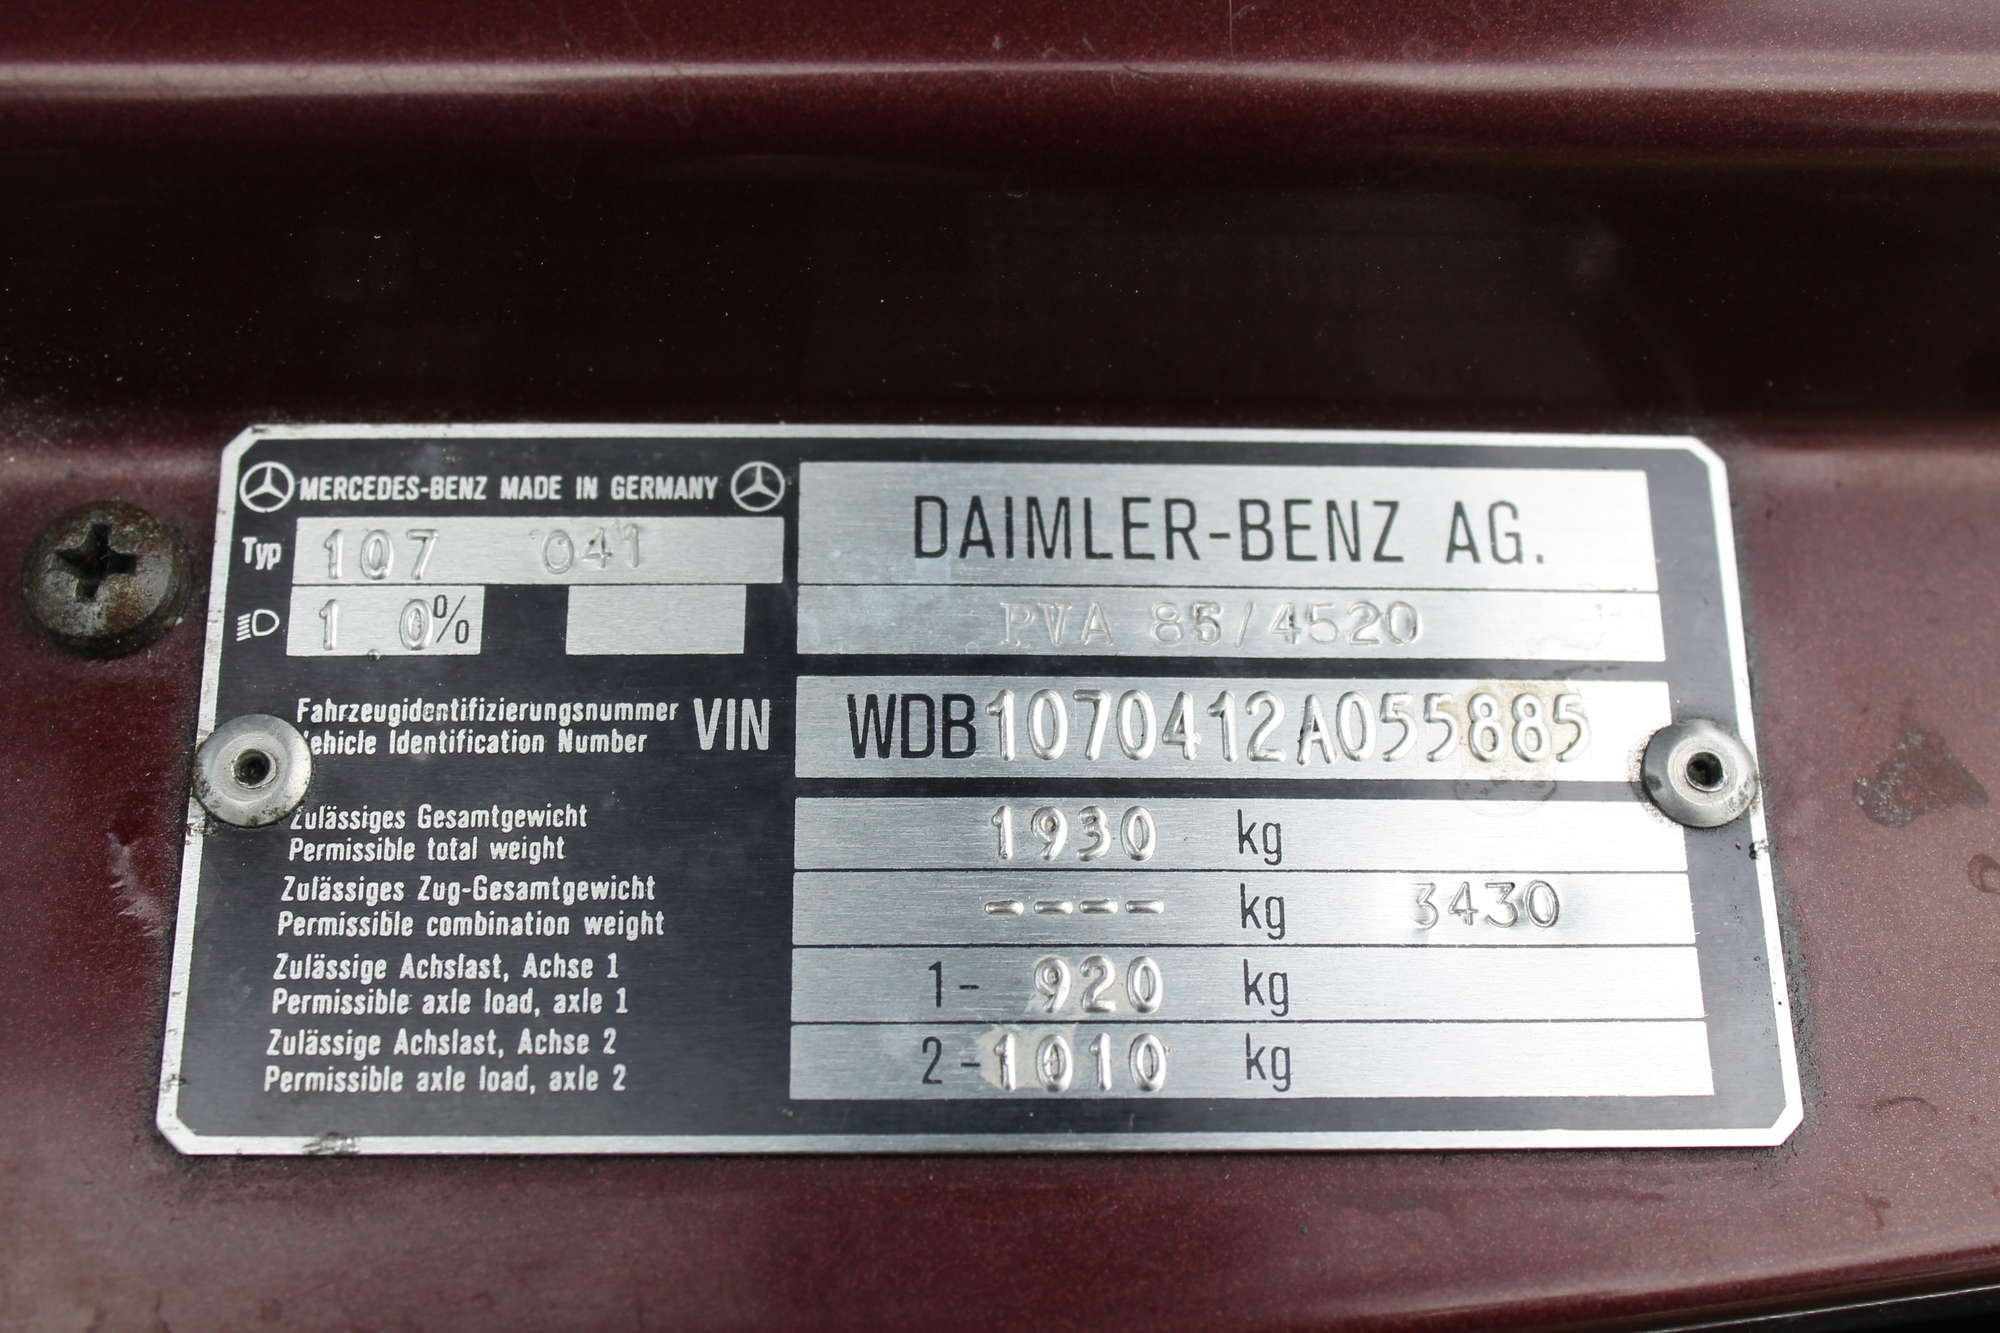 MERCEDES-BENZ MADE IN GERMANY
Typ 107 041
1.0%
DAIMLER-BENZ AG.
PVA 85/4520
Fahrzeugidentifizierungsnummer
Vehicle Identification Number
VIN WDB1070412A055885
Zulässiges Gesamtgewicht
Permissible total weight
1930 kg
Zulässiges Zug-Gesamtgewicht
Permissible combination weight
---- kg 3430
Zulässige Achslast, Achse 1
Permissible axle load, axle 1
1- 920 kg
Zulässige Achslast, Achse 2
Permissible axle load, axle 2
2-1010 kg